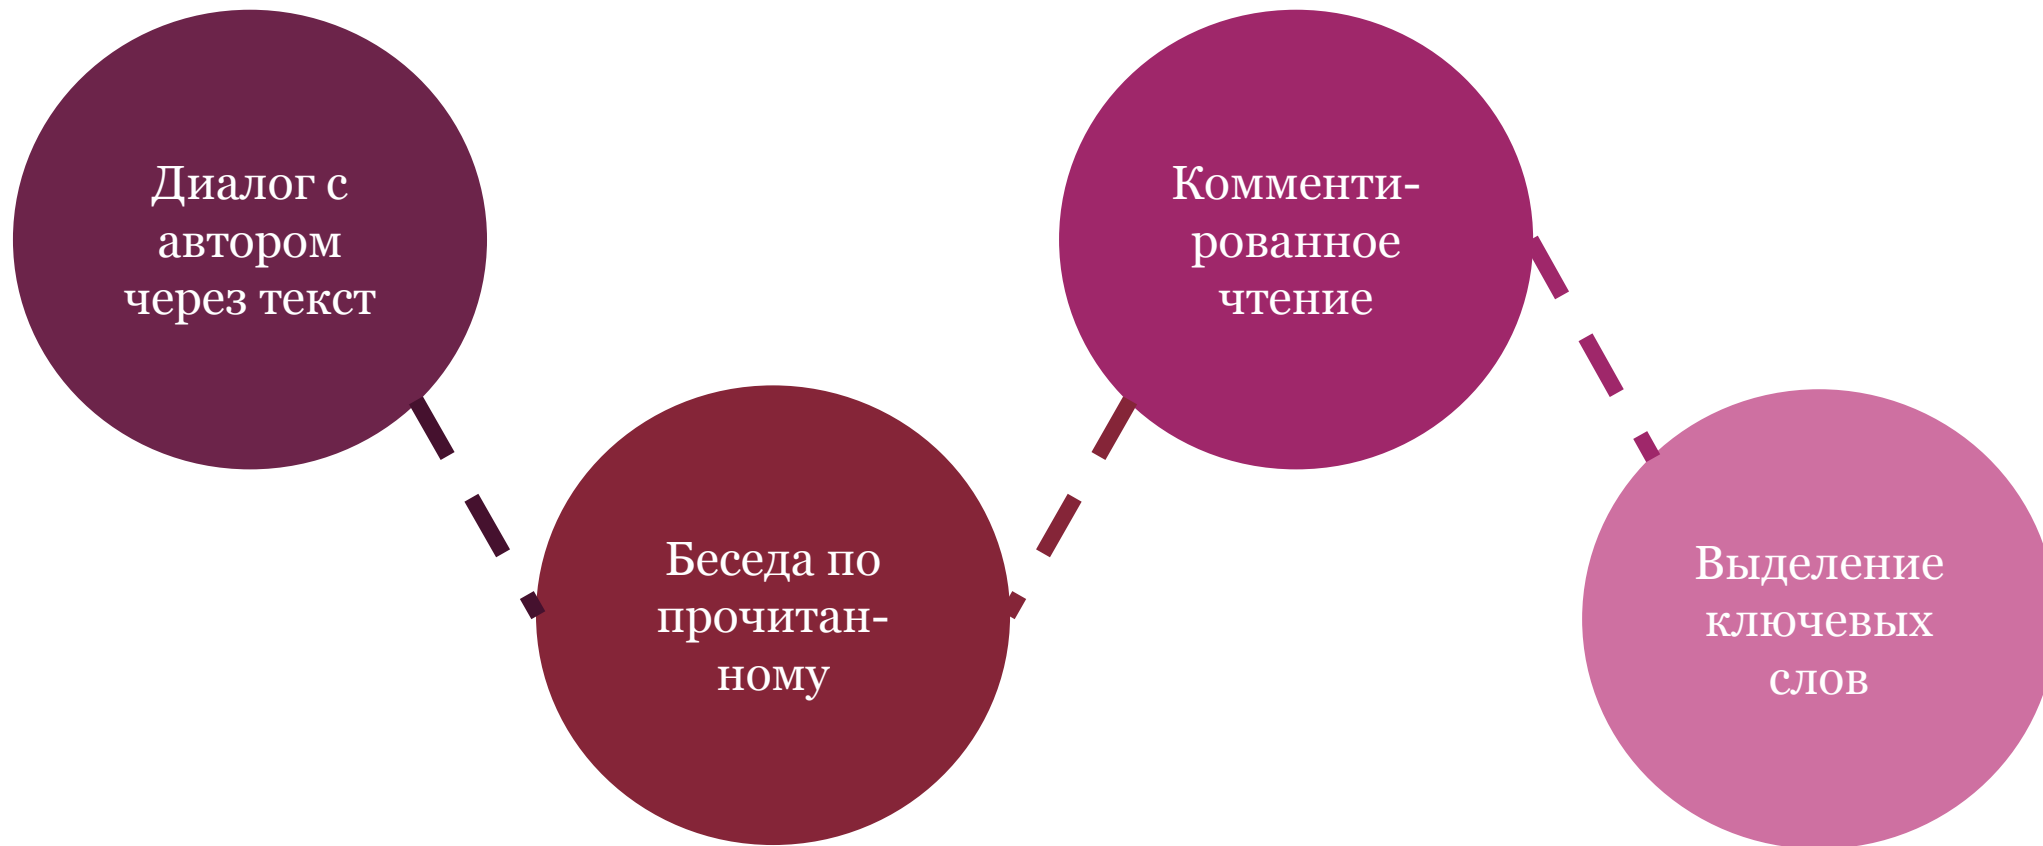 Диалог с
автором
через текст
Беседа по
прочитан-
ному
Комменти-
рованное
чтение
Выделение
ключевых
слов